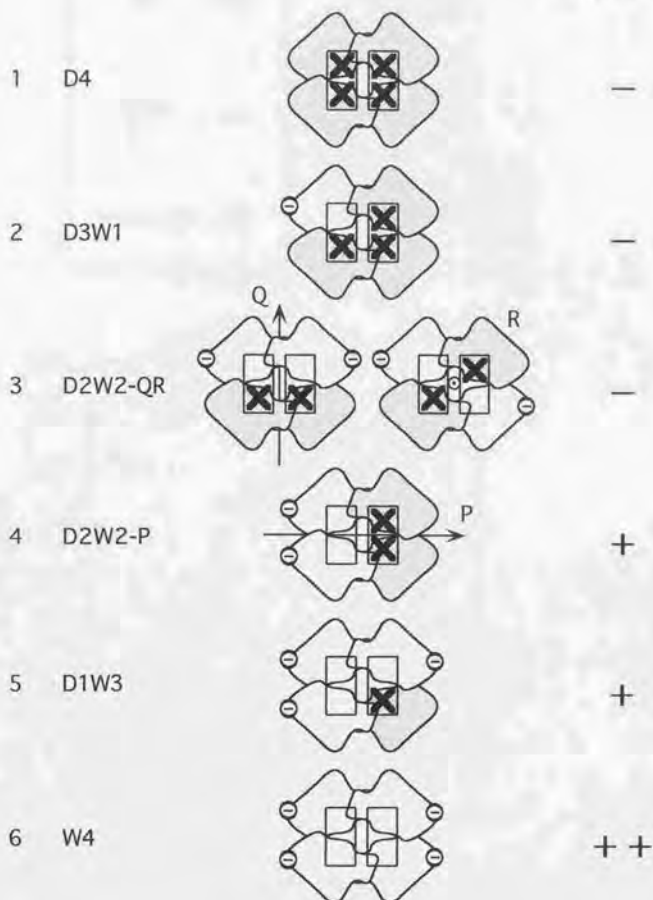 1 D4 −
2 D3W1 −
Q R
3 D2W2-QR −
4 D2W2-P P +
5 D1W3 +
6 W4 + +